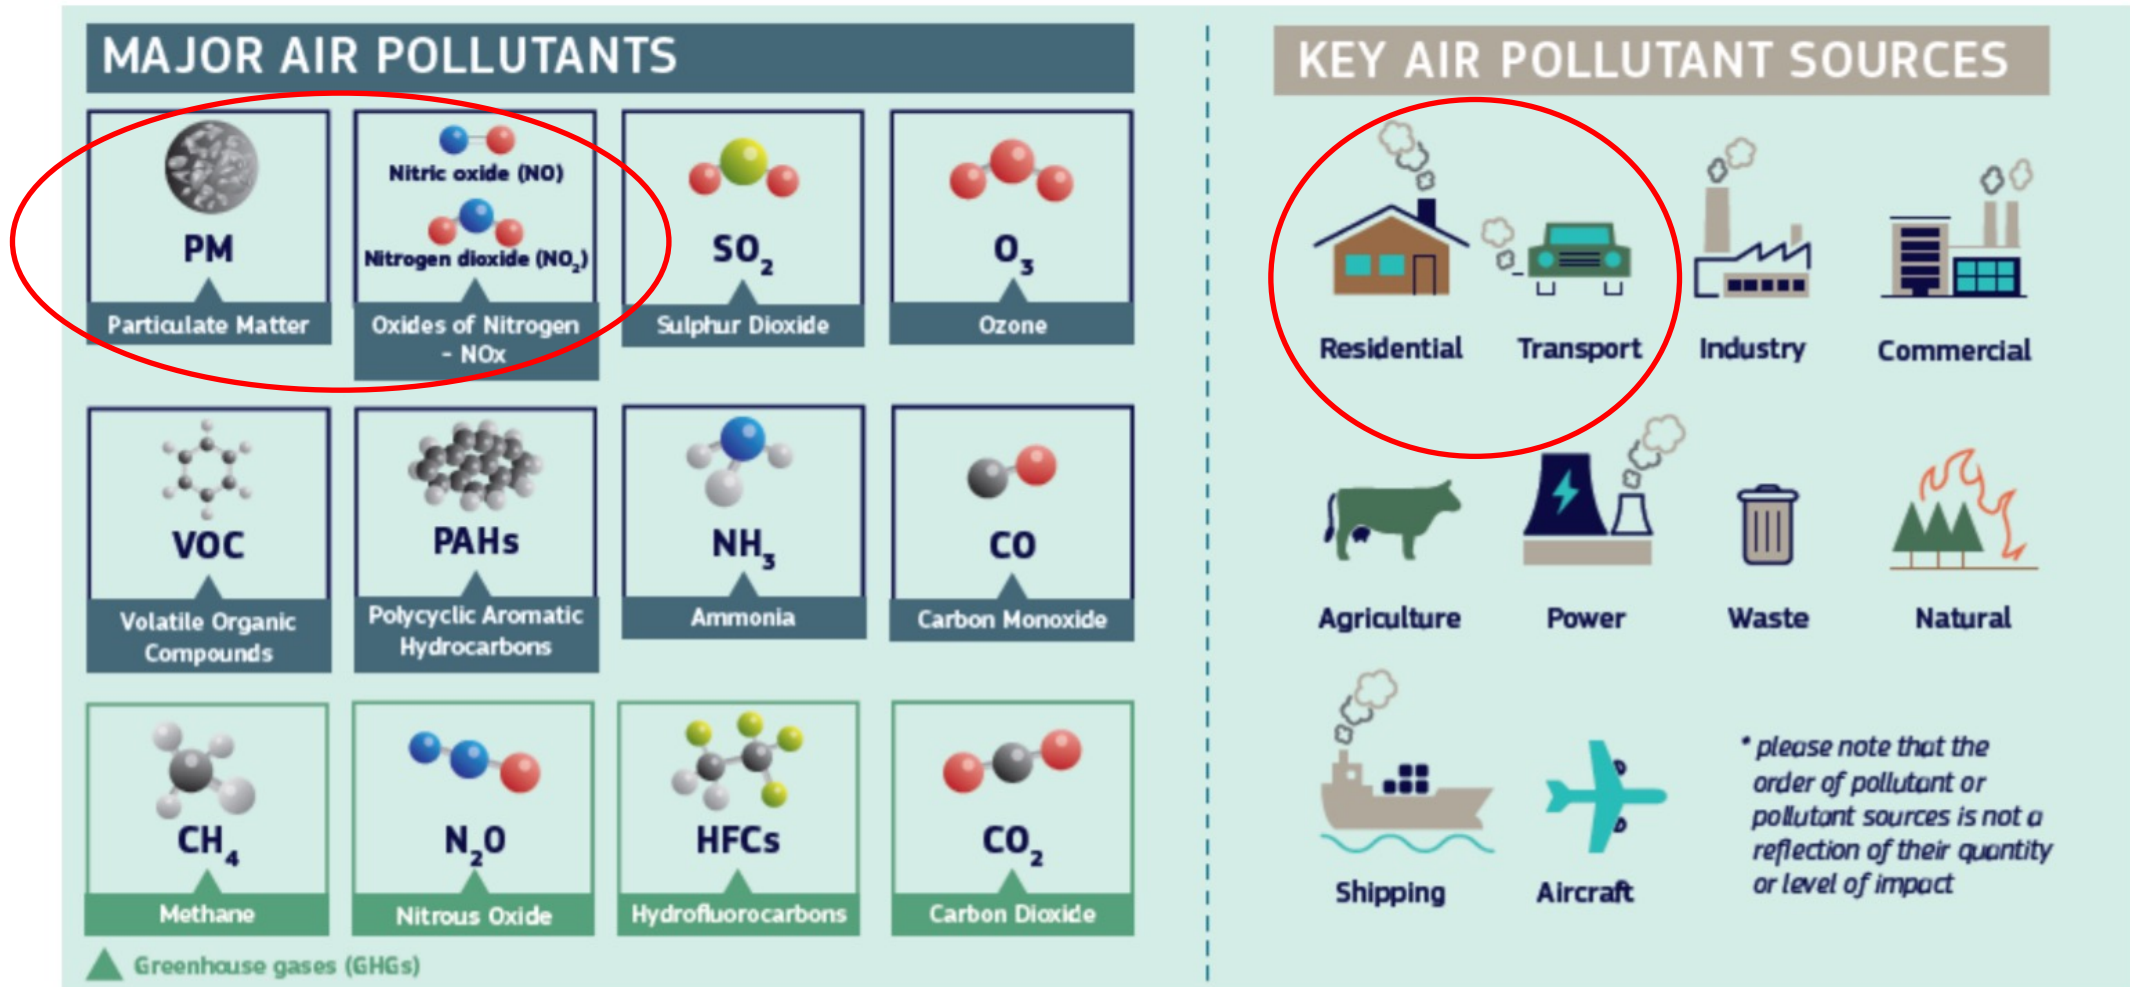 MAJOR AIR POLLUTANTS
PM
Particulate Matter
Nitric oxide (NO)
Nitrogen dioxide (NO₂)
Oxides of Nitrogen
- NOx
SO₂
Sulphur Dioxide
O₃
Ozone
VOC
Volatile Organic
Compounds
PAHs
Polycyclic Aromatic
Hydrocarbons
NH₃
Ammonia
CO
Carbon Monoxide
CH₄
Methane
N₂O
Nitrous Oxide
HFCs
Hydrofluorocarbons
CO₂
Carbon Dioxide
Greenhouse gases (GHGs)
KEY AIR POLLUTANT SOURCES
Residential
Transport
Industry
Commercial
Agriculture
Power
Waste
Natural
Shipping
Aircraft
* please note that the
order of pollutant or
pollutant sources is not a
reflection of their quantity
or level of impact